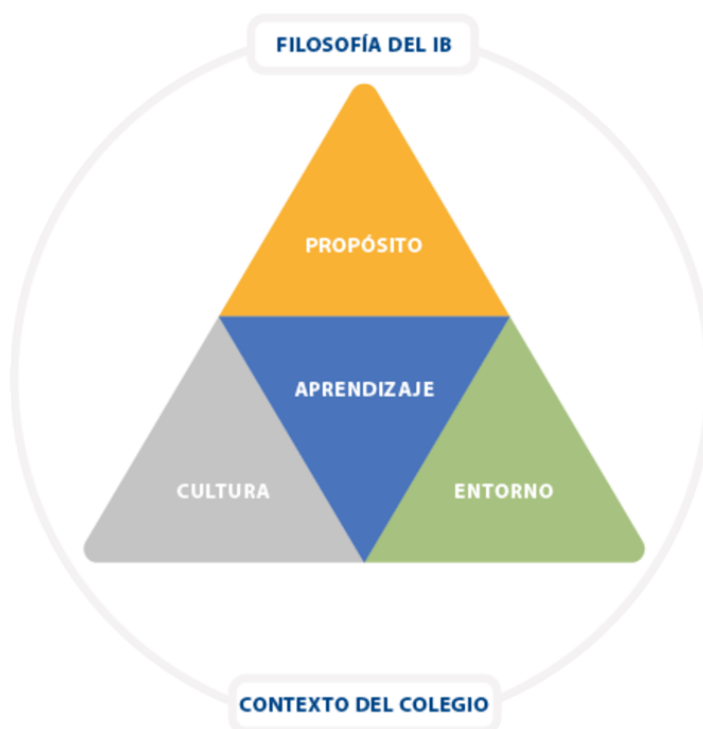 FILOSOFÍA DEL IB
PROPÓSITO
APRENDIZAJE
CULTURA
ENTORNO
CONTEXTO DEL COLEGIO